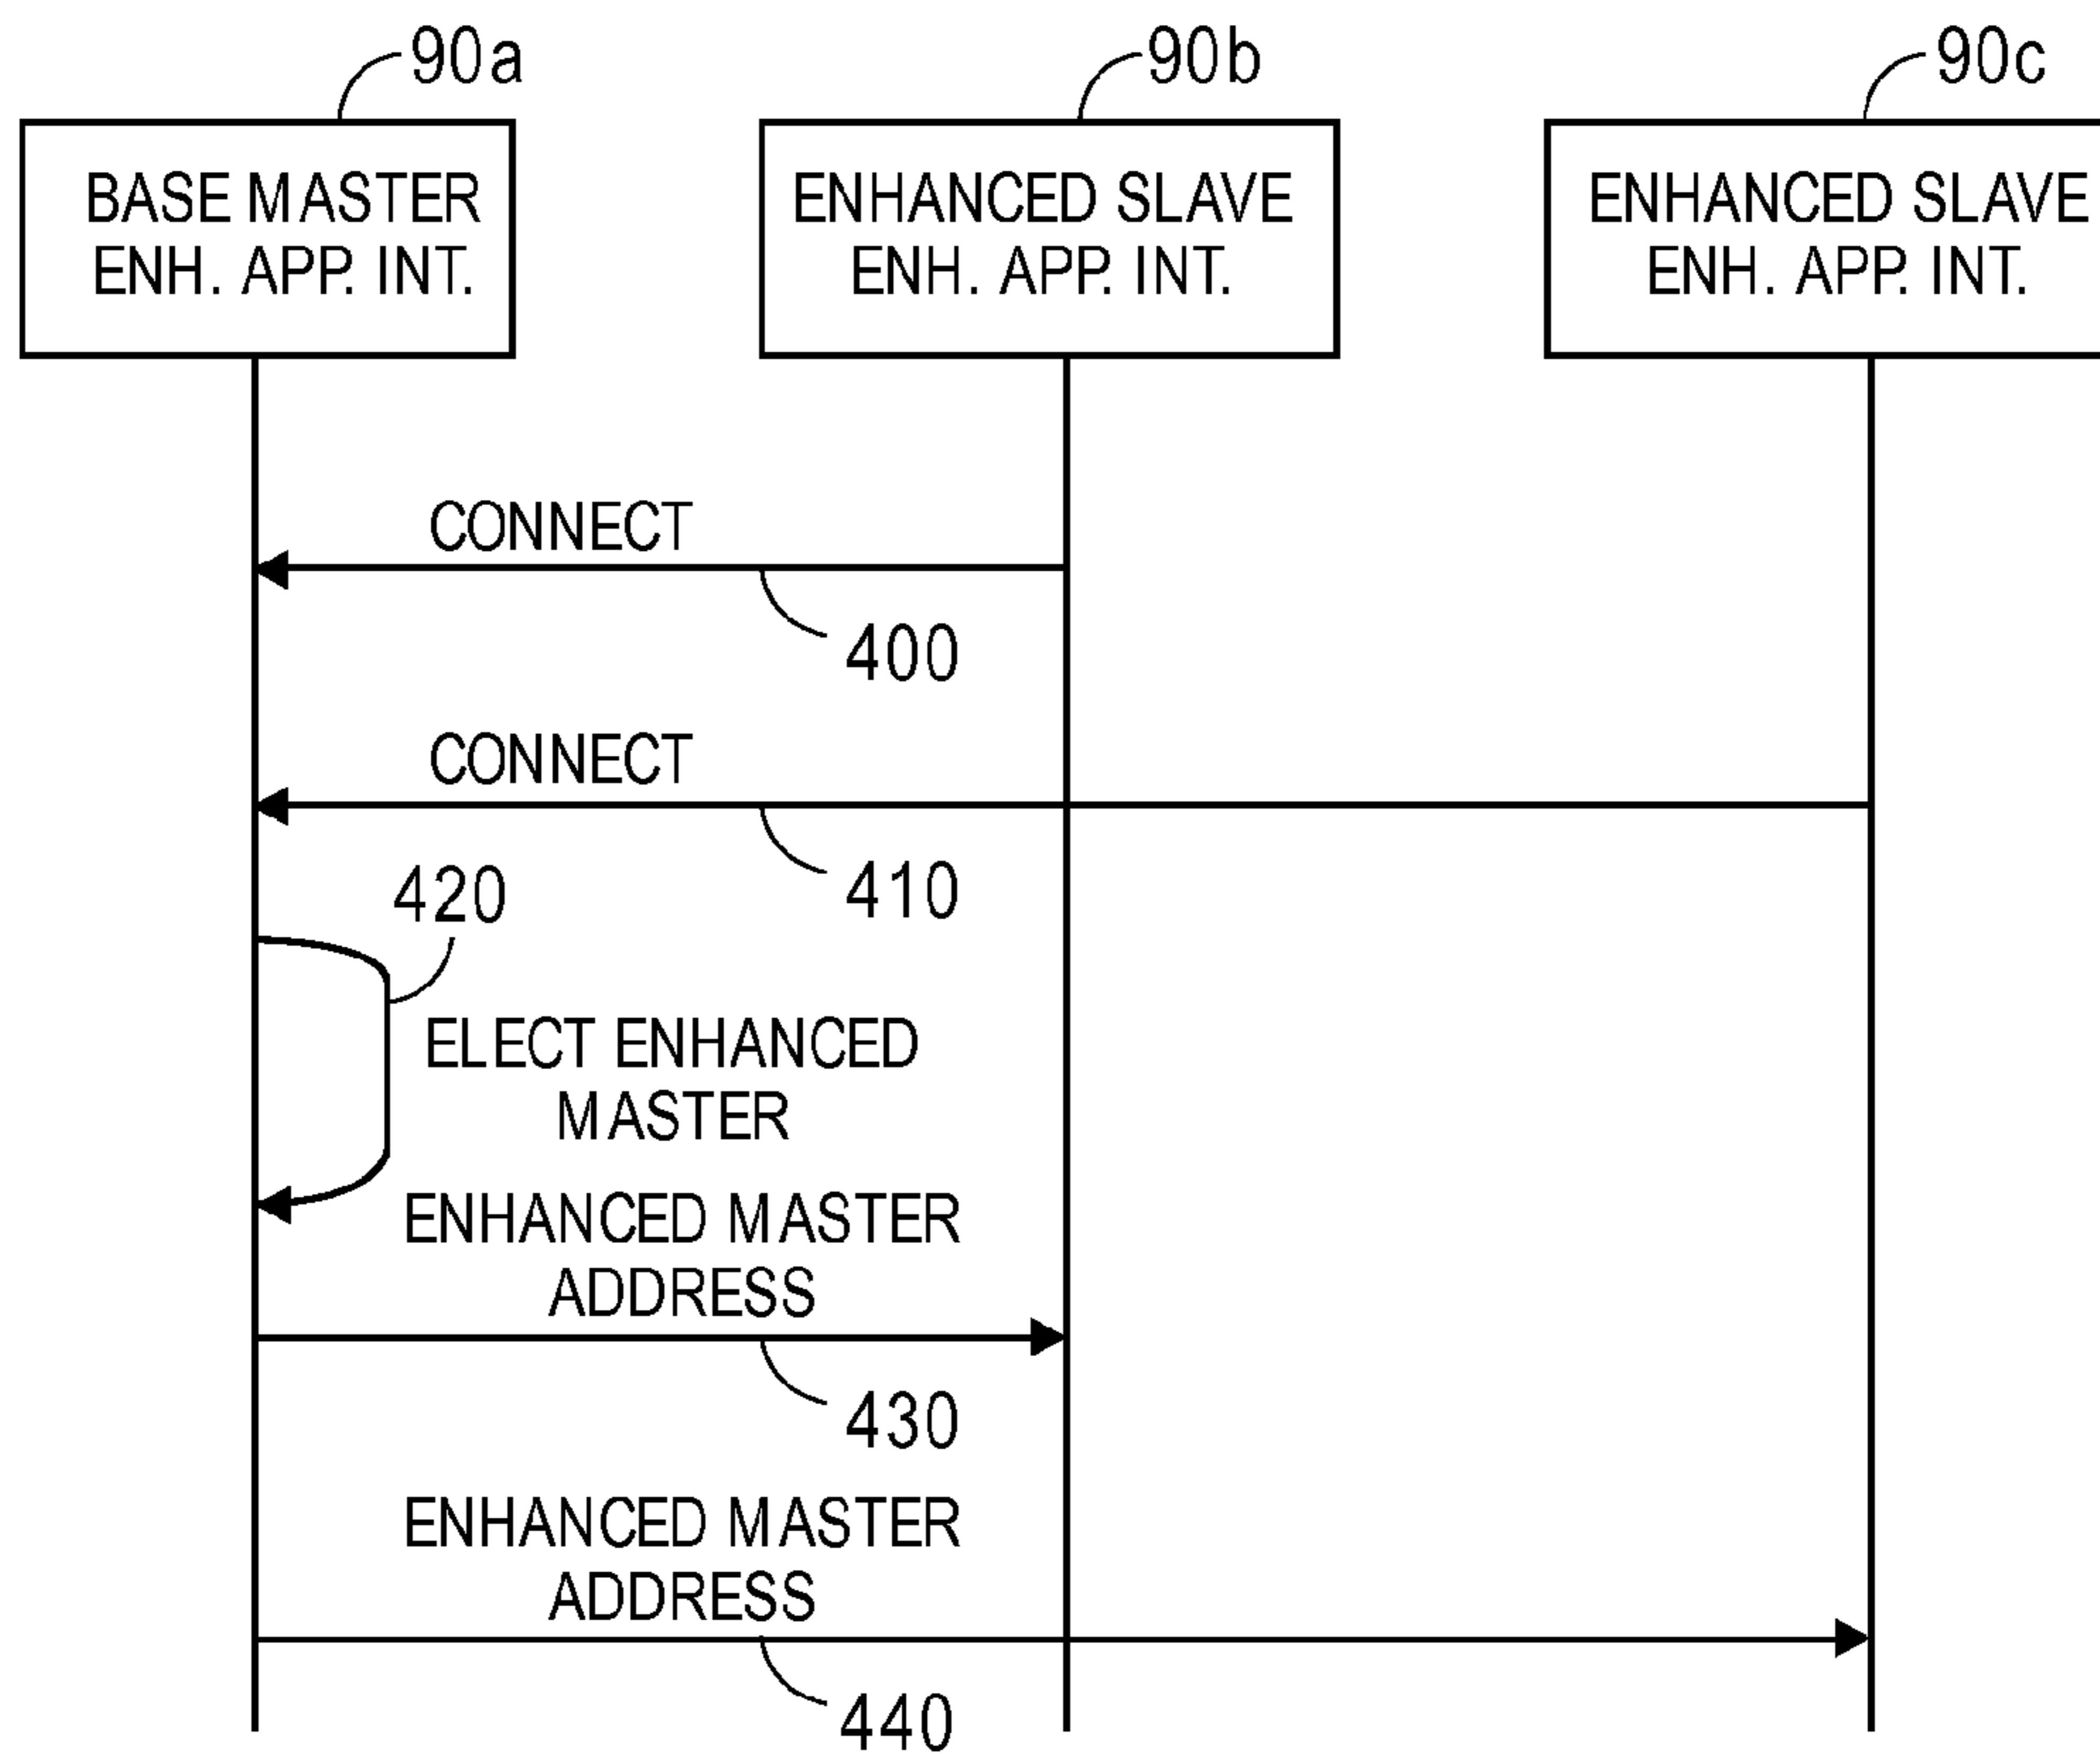 90a
90b
90c
BASE MASTER
ENH. APP. INT.
ENHANCED SLAVE
ENH. APP. INT.
ENHANCED SLAVE
ENH. APP. INT.
CONNECT
400
CONNECT
410
420
ELECT ENHANCED
MASTER
ENHANCED MASTER
ADDRESS
430
ENHANCED MASTER
ADDRESS
440